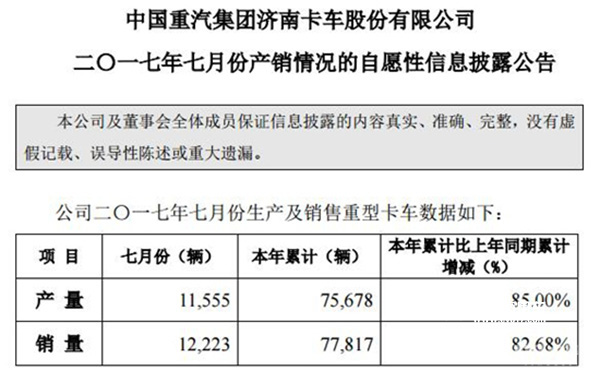 中国重汽集团济南卡车股份有限公司
二〇一七年七月份产销情况的自愿性信息披露公告
本公司及董事会全体成员保证信息披露的内容真实、准确、完整，没有虚
假记载、误导性陈述或重大遗漏。
公司二〇一七年七月份生产及销售重型卡车数据如下：
项 目 七月份（辆） 本年累计（辆） 本年累计比上年同期累计
增减（%）
产 量 11,555 75,678 85.00%
销 量 12,223 77,817 82.68%